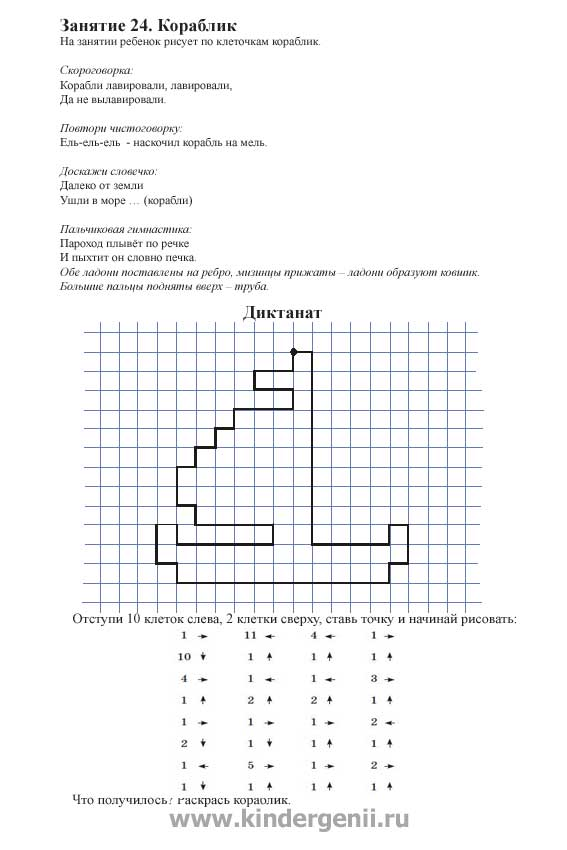 Занятие 24. Кораблик
На занятии ребенок рисует по клеточкам кораблик.
Скороговорка:
Корабли лавировали, лавировали,
Да не вылавировали.
Повтори чистоговорку:
Ель-ель-ель - наскочил корабль на мель.
Доскажи словечко:
Далеко от земли
Ушли в море … (корабли)
Пальчиковая гимнастика:
Пароход плывёт по речке
И пыхтит он словно печка.
Обе ладони поставлены на ребро, мизинцы прижаты – ладони образуют ковшик.
Большие пальцы подняты вверх – труба.
Диктанат
Отступи 10 клеток слева, 2 клетки сверху, ставь точку и начинай рисовать:
1 → 11 ← 4 ← 1 →
10 ↓ 1 ↑ 1 ↑ 1 ↑
4 → 1 ← 1 ← 3 →
1 ↑ 2 ↑ 2 ↑ 1 ↑
1 → 1 → 1 → 2 ←
2 ↓ 1 ↓ 1 ↑ 1 ↑
1 ← 5 → 1 → 2 →
1 ↓ 1 ↑ 1 ↑ 1 ↑
Что получилось? Раскрась кораблик.
www.kindergenii.ru